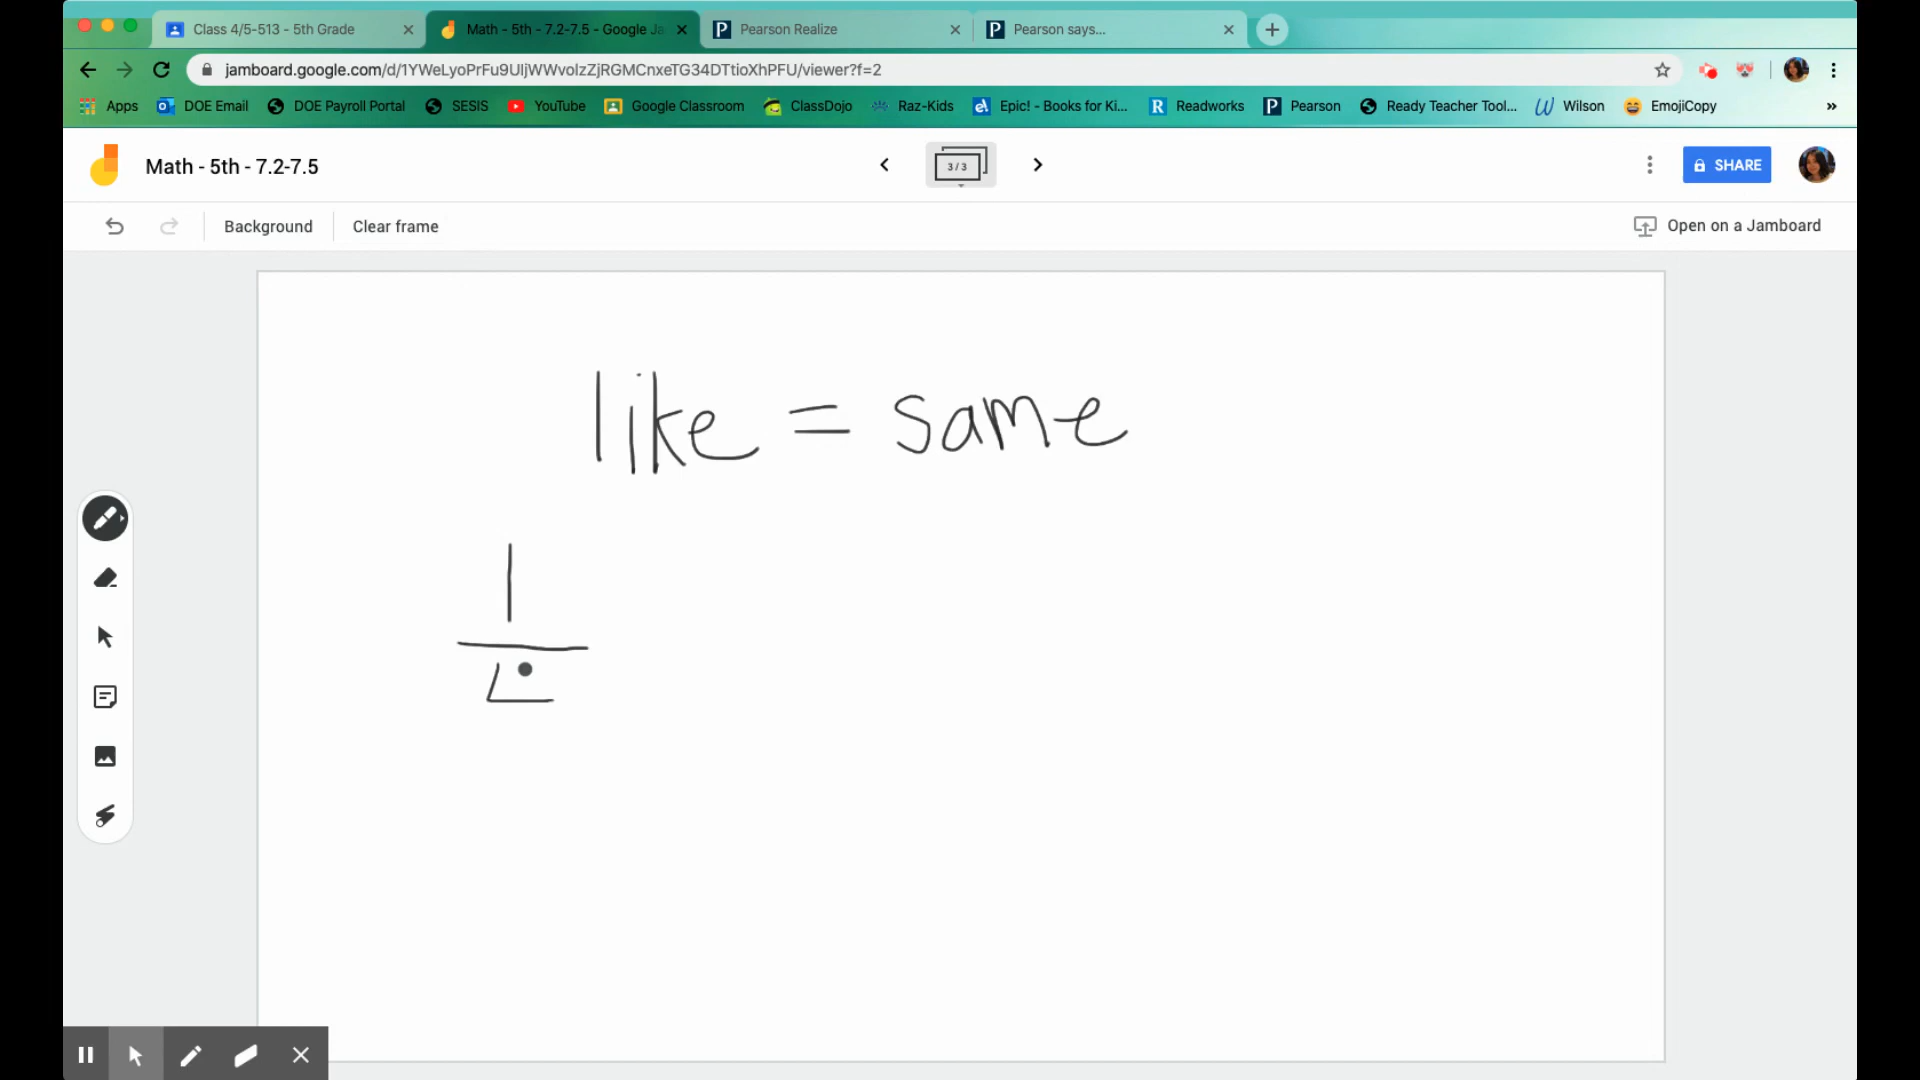 Class 4/5-513 - 5th Grade
Math - 5th - 7.2-7.5 - Google Ja
Pearson Realize
Pearson says...
jamboard.google.com/d/1YWeLyoPrFu9UljWWvolzZjRGMCnxeTG34DTtioXhPFU/viewer?f=2
Apps DOE Email DOE Payroll Portal SESIS YouTube Google Classroom ClassDojo Raz-Kids Epic! - Books for Ki... Readworks Pearson Ready Teacher Tool... Wilson EmojiCopy »
Math - 5th - 7.2-7.5
3 / 3
SHARE
Background
Clear frame
Open on a Jamboard
like = same
1